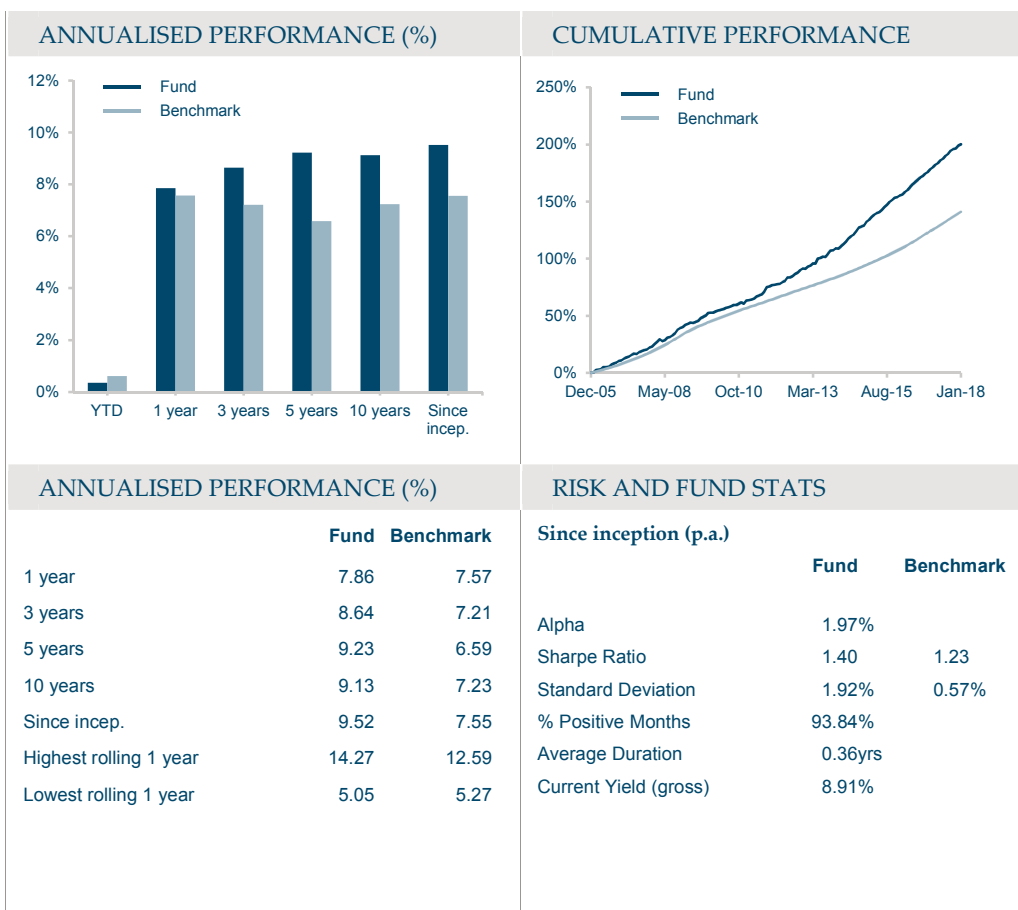 ANNUALISED PERFORMANCE (%)
12%
10%
8%
6%
4%
2%
0%
Fund
Benchmark
YTD
1 year
3 years
5 years
10 years
Since
incep.
CUMULATIVE PERFORMANCE
250%
200%
150%
100%
50%
0%
Fund
Benchmark
Dec-05
May-08
Oct-10
Mar-13
Aug-15
Jan-18
ANNUALISED PERFORMANCE (%)
Fund Benchmark
1 year 7.86 7.57
3 years 8.64 7.21
5 years 9.23 6.59
10 years 9.13 7.23
Since incep. 9.52 7.55
Highest rolling 1 year 14.27 12.59
Lowest rolling 1 year 5.05 5.27
RISK AND FUND STATS
Since inception (p.a.)
Fund Benchmark
Alpha 1.97%
Sharpe Ratio 1.40 1.23
Standard Deviation 1.92% 0.57%
% Positive Months 93.84%
Average Duration 0.36yrs
Current Yield (gross) 8.91%